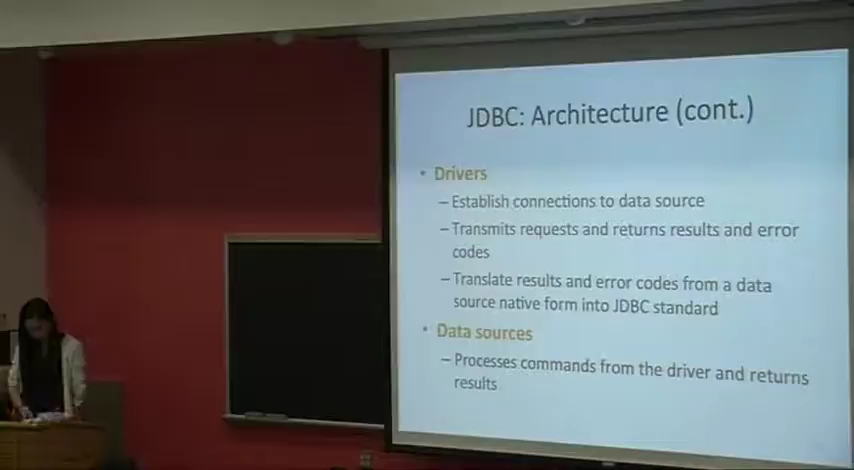 JDBC: Architecture (cont.)
• Drivers
– Establish connections to data source
– Transmits requests and returns results and error
codes
– Translate results and error codes from a data
source native form into JDBC standard
• Data sources
– Processes commands from the driver and returns
results